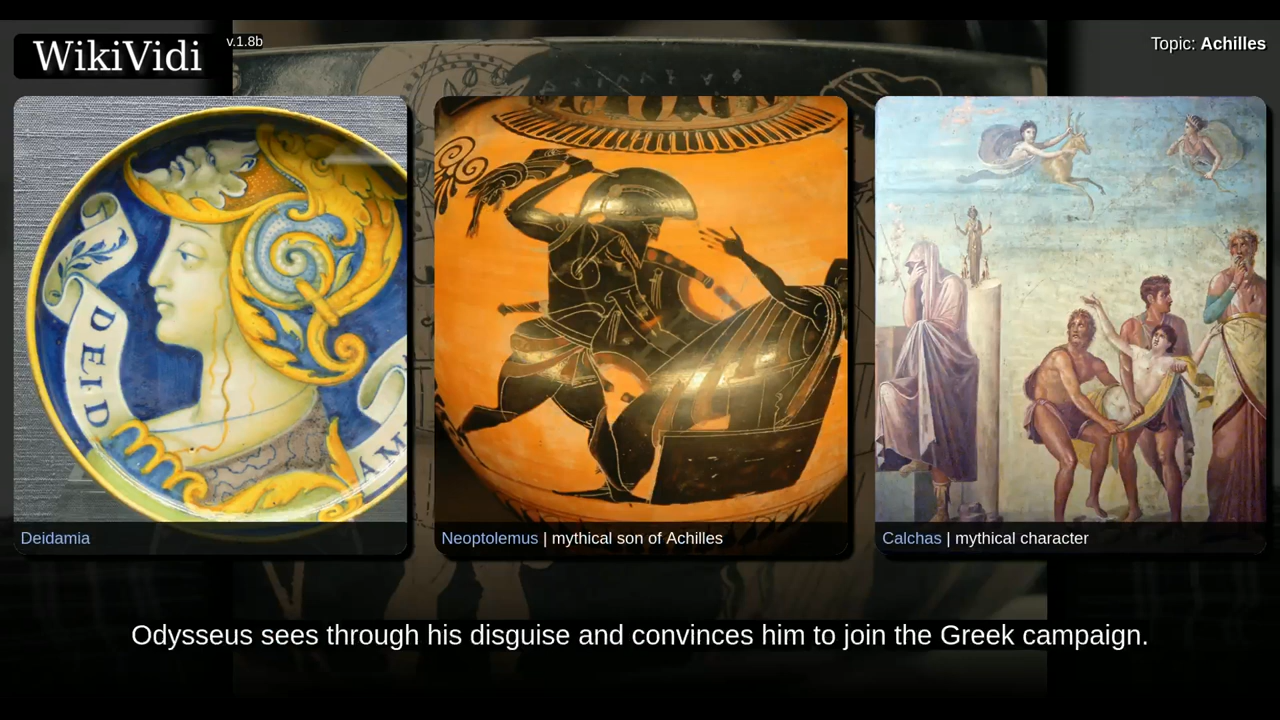 WikiVidi
v.1.8b
Topic: Achilles
DEID
AM
Deidamia
Neoptolemus | mythical son of Achilles
Calchas | mythical character
Odysseus sees through his disguise and convinces him to join the Greek campaign.